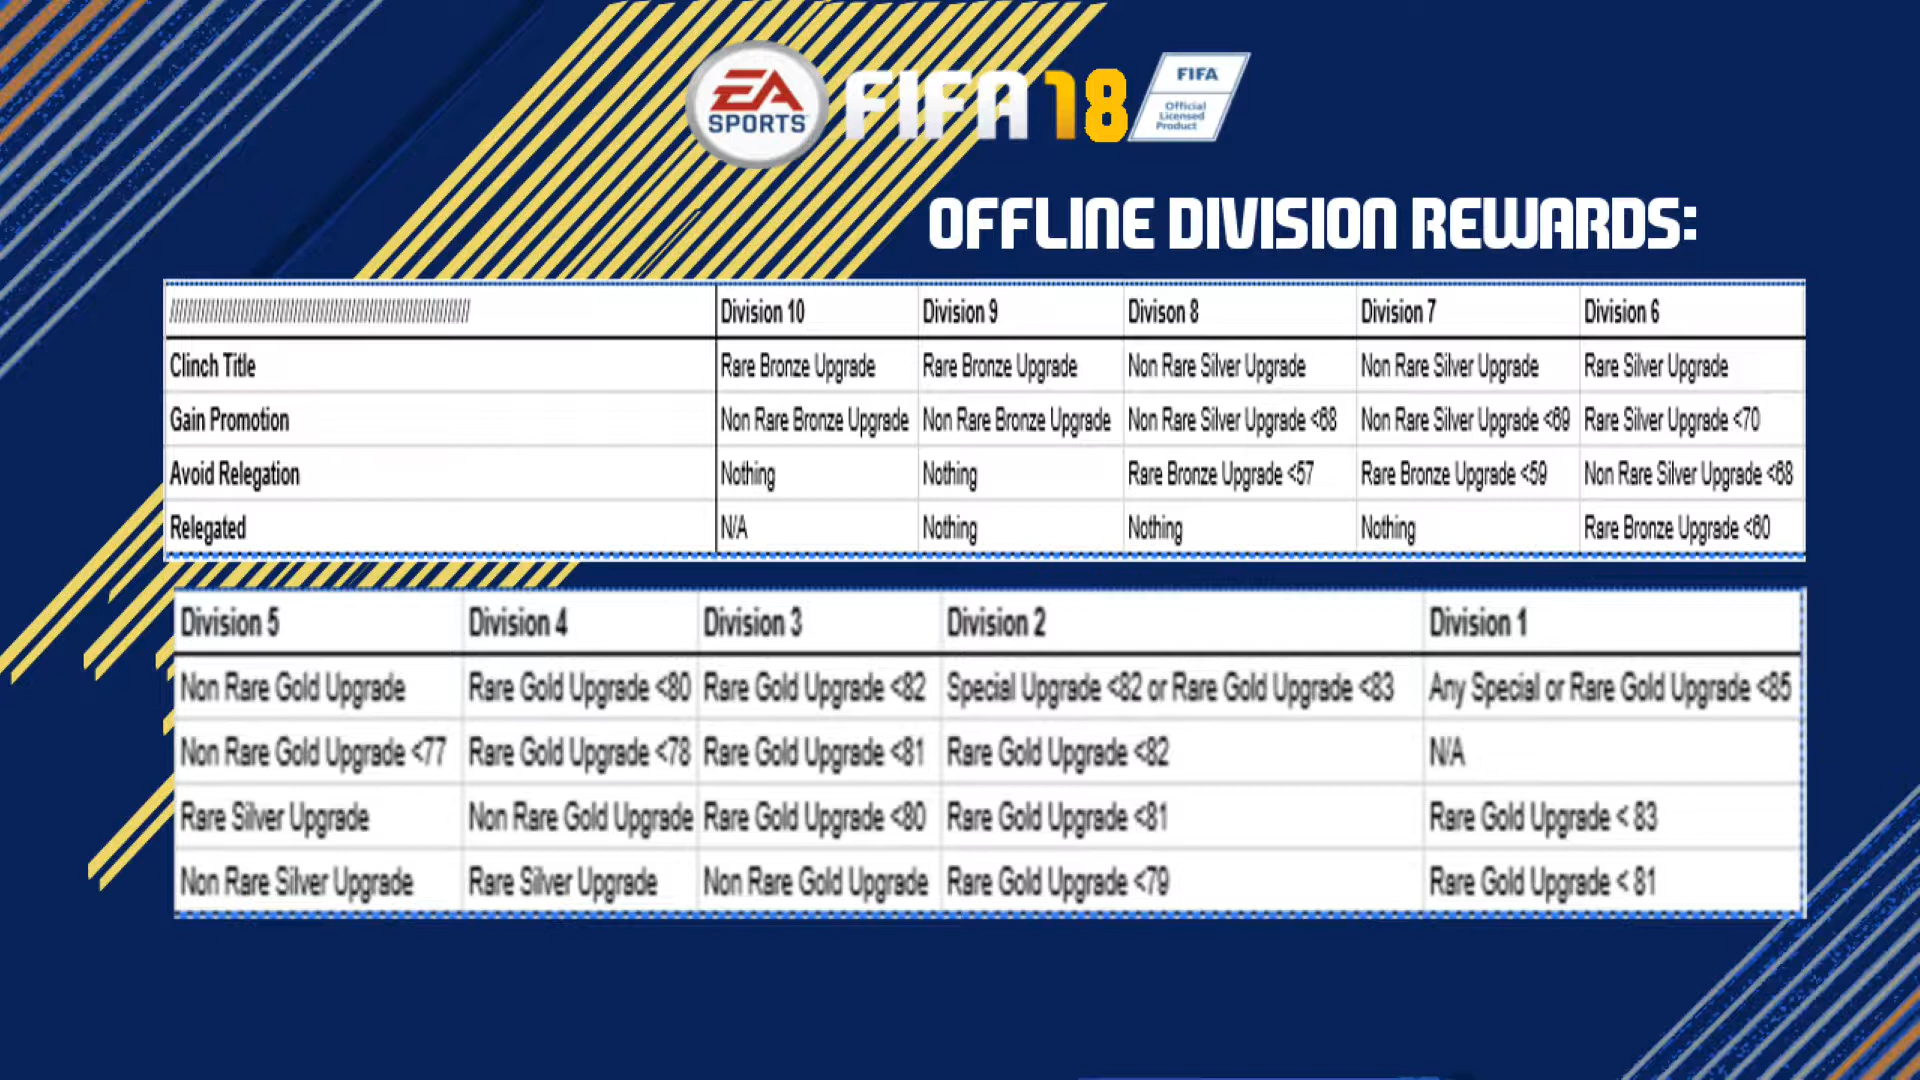 EA SPORTS FIFA 18 FIFA Official Licensed Product
OFFLINE DIVISION REWARDS:
//////////////////////////////////////////////////////////////// Division 10 Division 9 Divison 8 Division 7 Division 6
Clinch Title Rare Bronze Upgrade Rare Bronze Upgrade Non Rare Silver Upgrade Non Rare Silver Upgrade Rare Silver Upgrade
Gain Promotion Non Rare Bronze Upgrade Non Rare Bronze Upgrade Non Rare Silver Upgrade <68 Non Rare Silver Upgrade <69 Rare Silver Upgrade <70
Avoid Relegation Nothing Nothing Rare Bronze Upgrade <57 Rare Bronze Upgrade <59 Non Rare Silver Upgrade <68
Relegated N/A Nothing Nothing Nothing Rare Bronze Upgrade <60
Division 5 Division 4 Division 3 Division 2 Division 1
Non Rare Gold Upgrade Rare Gold Upgrade <80 Rare Gold Upgrade <82 Special Upgrade <82 or Rare Gold Upgrade <83 Any Special or Rare Gold Upgrade <85
Non Rare Gold Upgrade <77 Rare Gold Upgrade <78 Rare Gold Upgrade <81 Rare Gold Upgrade <82 N/A
Rare Silver Upgrade Non Rare Gold Upgrade Rare Gold Upgrade <80 Rare Gold Upgrade <81 Rare Gold Upgrade < 83
Non Rare Silver Upgrade Rare Silver Upgrade Non Rare Gold Upgrade Rare Gold Upgrade <79 Rare Gold Upgrade < 81